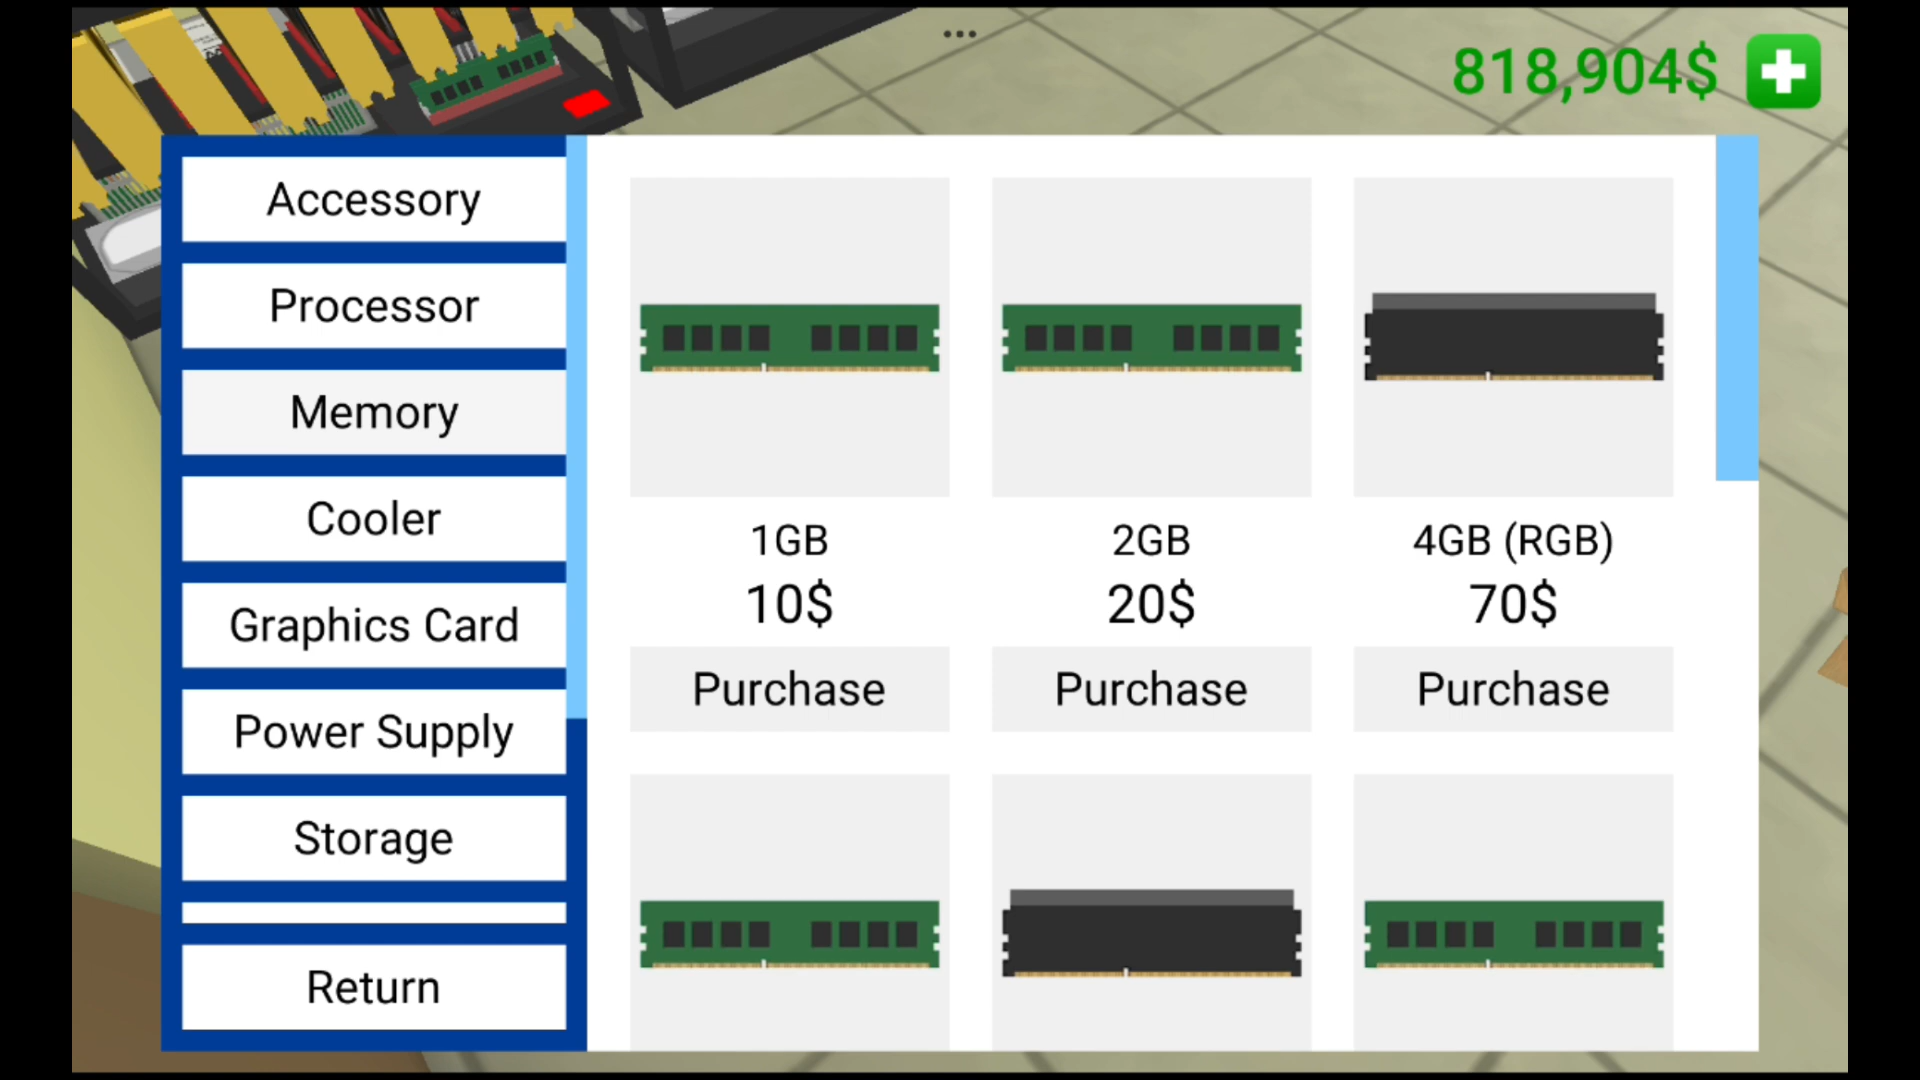 818,904$
Accessory
Processor
Memory
Cooler
Graphics Card
Power Supply
Storage
Return
1GB
10$
Purchase
2GB
20$
Purchase
4GB (RGB)
70$
Purchase